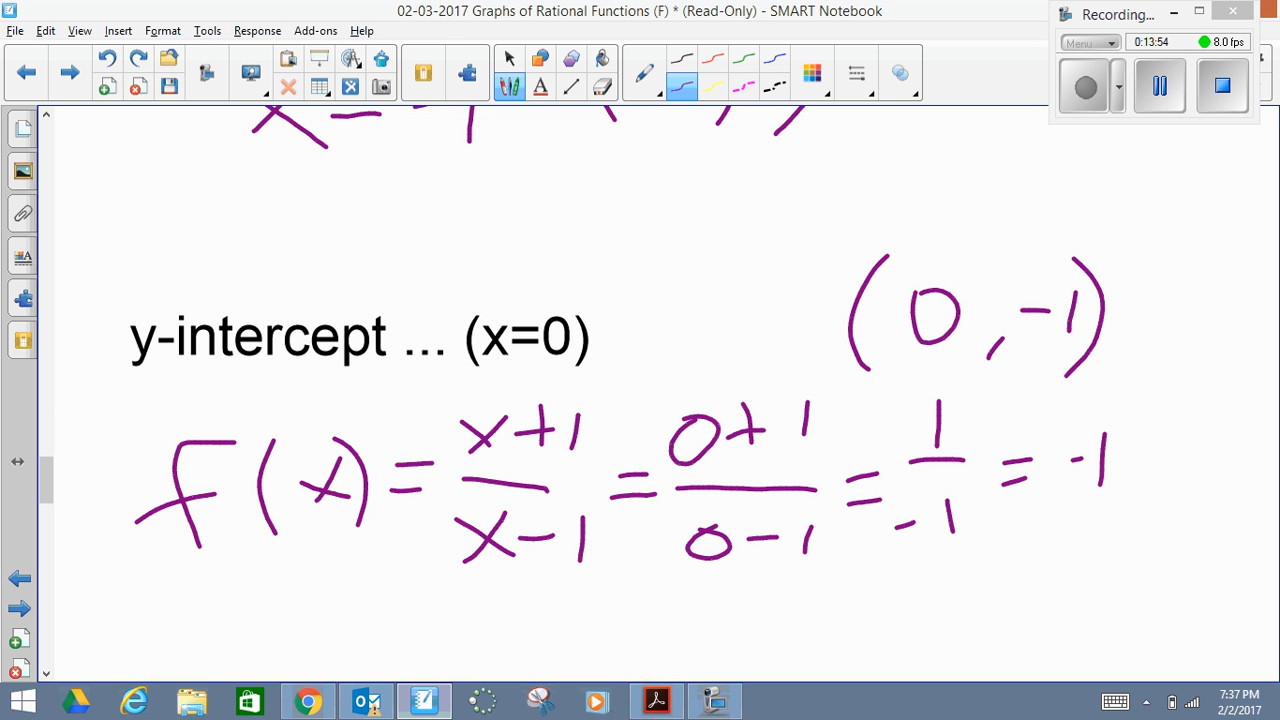 02-03-2017 Graphs of Rational Functions (F) * (Read-Only) - SMART Notebook
File Edit View Insert Format Tools Response Add-ons Help
Recording...
Menu 0:13:54 8.0 fps
(0, -1)
y-intercept ... (x=0)
f(x) = x+1/x-1 = 0+1/0-1 = 1/-1 = -1
7:37 PM
2/2/2017